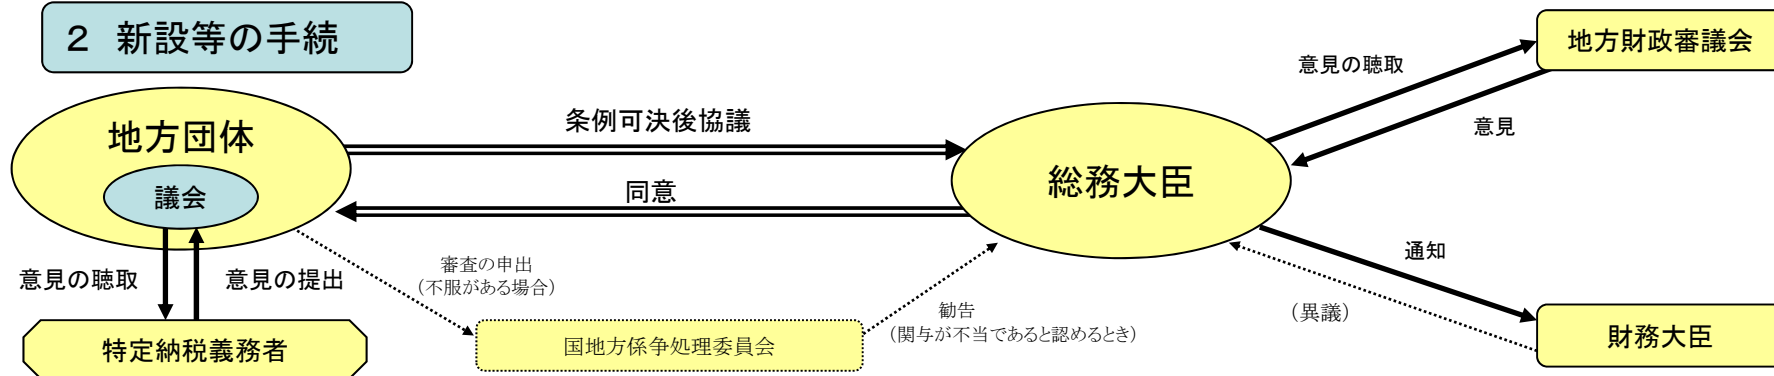 ２ 新設等の手続
地方財政審議会
意見の聴取
意見
条例可決後協議
地方団体
議会
総務大臣
同意
通知
意見の聴取
意見の提出
審査の申出
（不服がある場合）
勧告
（関与が不当であると認めるとき）
（異議）
特定納税義務者
国地方係争処理委員会
財務大臣